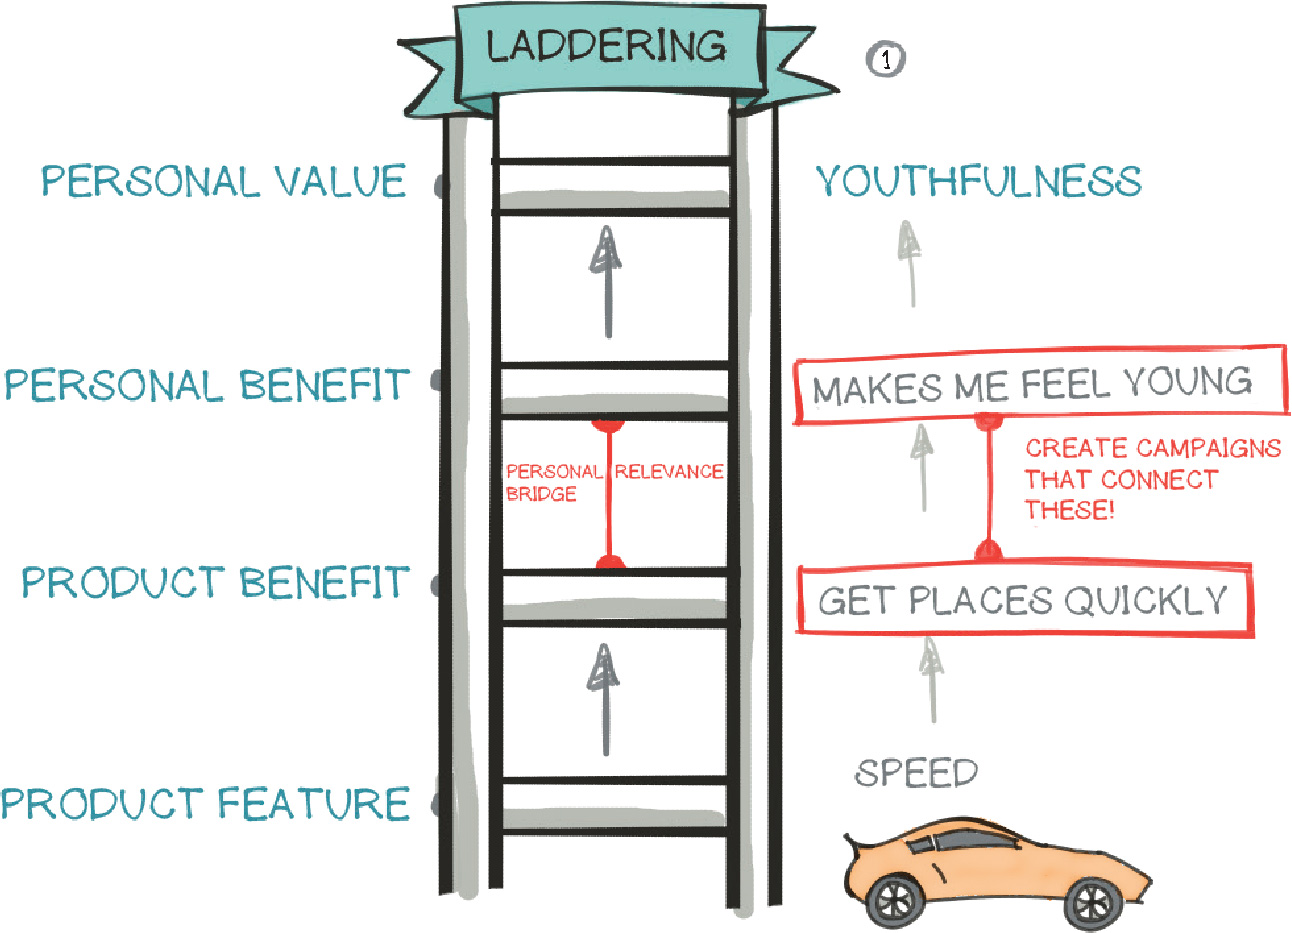 LADDERING
1
PERSONAL VALUE
YOUTHFULNESS
PERSONAL BENEFIT
MAKES ME FEEL YOUNG
PERSONAL RELEVANCE
BRIDGE
CREATE CAMPAIGNS
THAT CONNECT
THESE!
PRODUCT BENEFIT
GET PLACES QUICKLY
SPEED
PRODUCT FEATURE